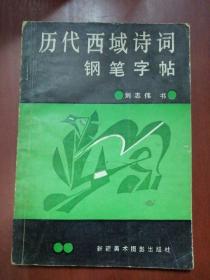 历代西域诗词
钢笔字帖
刘志伟 书
新疆美术摄影出版社